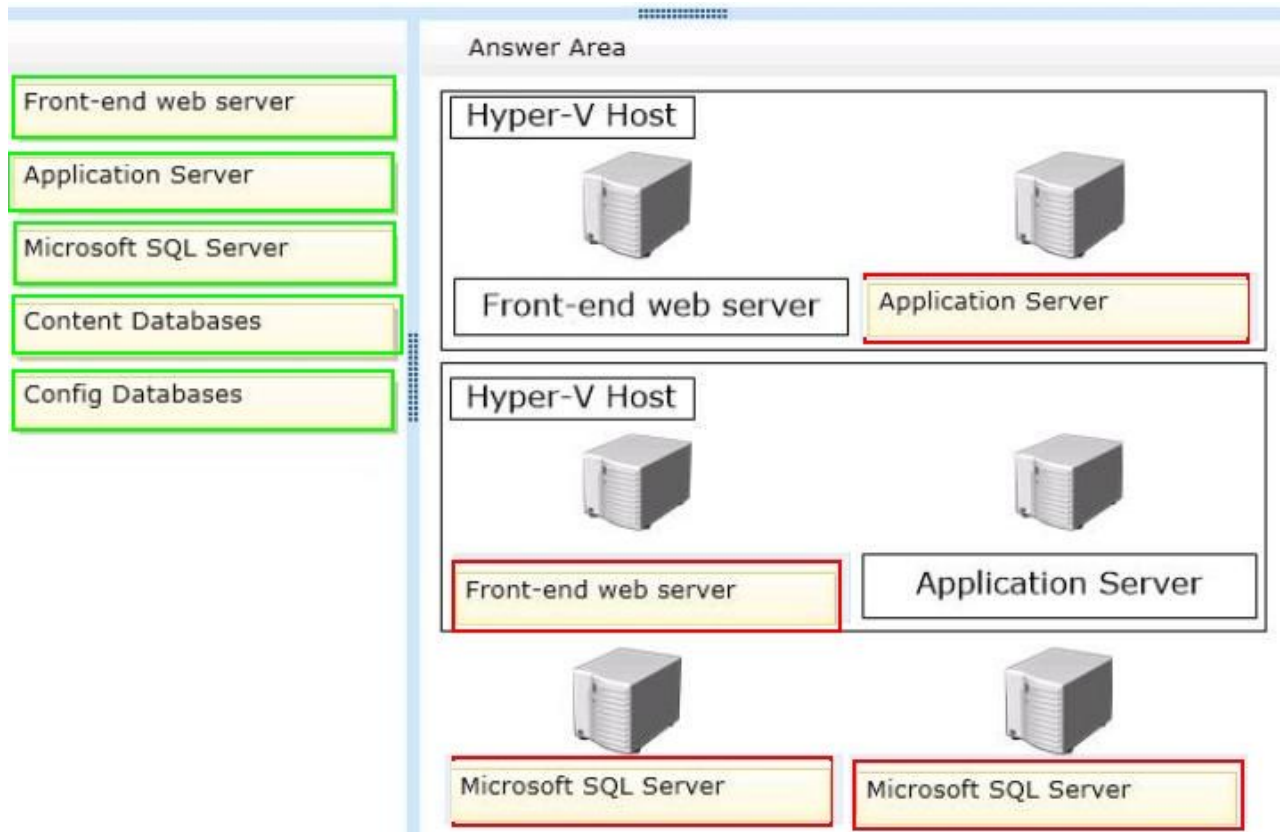 Front-end web server
Application Server
Microsoft SQL Server
Content Databases
Config Databases
Answer Area
Hyper-V Host
Front-end web server
Application Server
Hyper-V Host
Front-end web server
Application Server
Microsoft SQL Server
Microsoft SQL Server